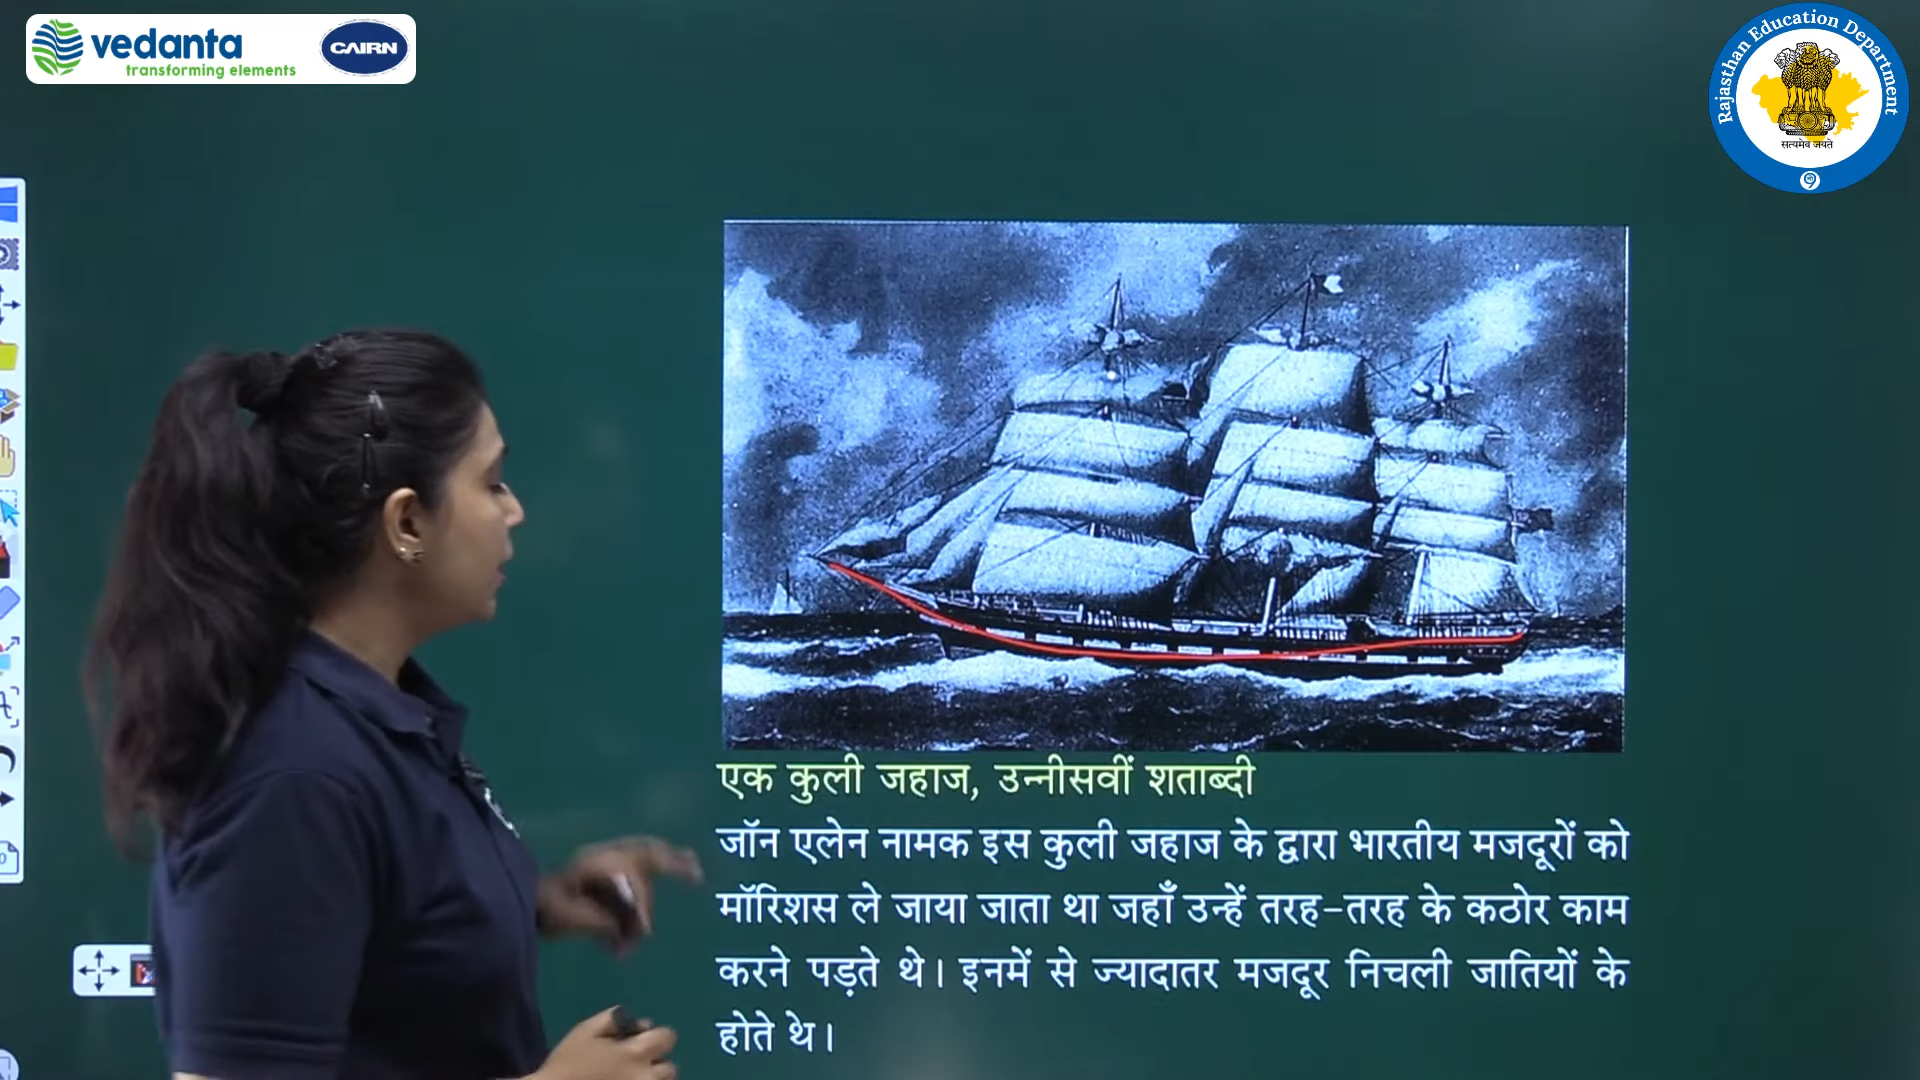 vedanta
transforming elements
CAIRN
Rajasthan Education Department
सत्यमेव जयते
एक कुली जहाज, उन्नीसवीं शताब्दी
जॉन एलेन नामक इस कुली जहाज के द्वारा भारतीय मजदूरों को
मॉरिशस ले जाया जाता था जहाँ उन्हें तरह-तरह के कठोर काम
करने पड़ते थे। इनमें से ज्यादातर मजदूर निचली जातियों के
होते थे।